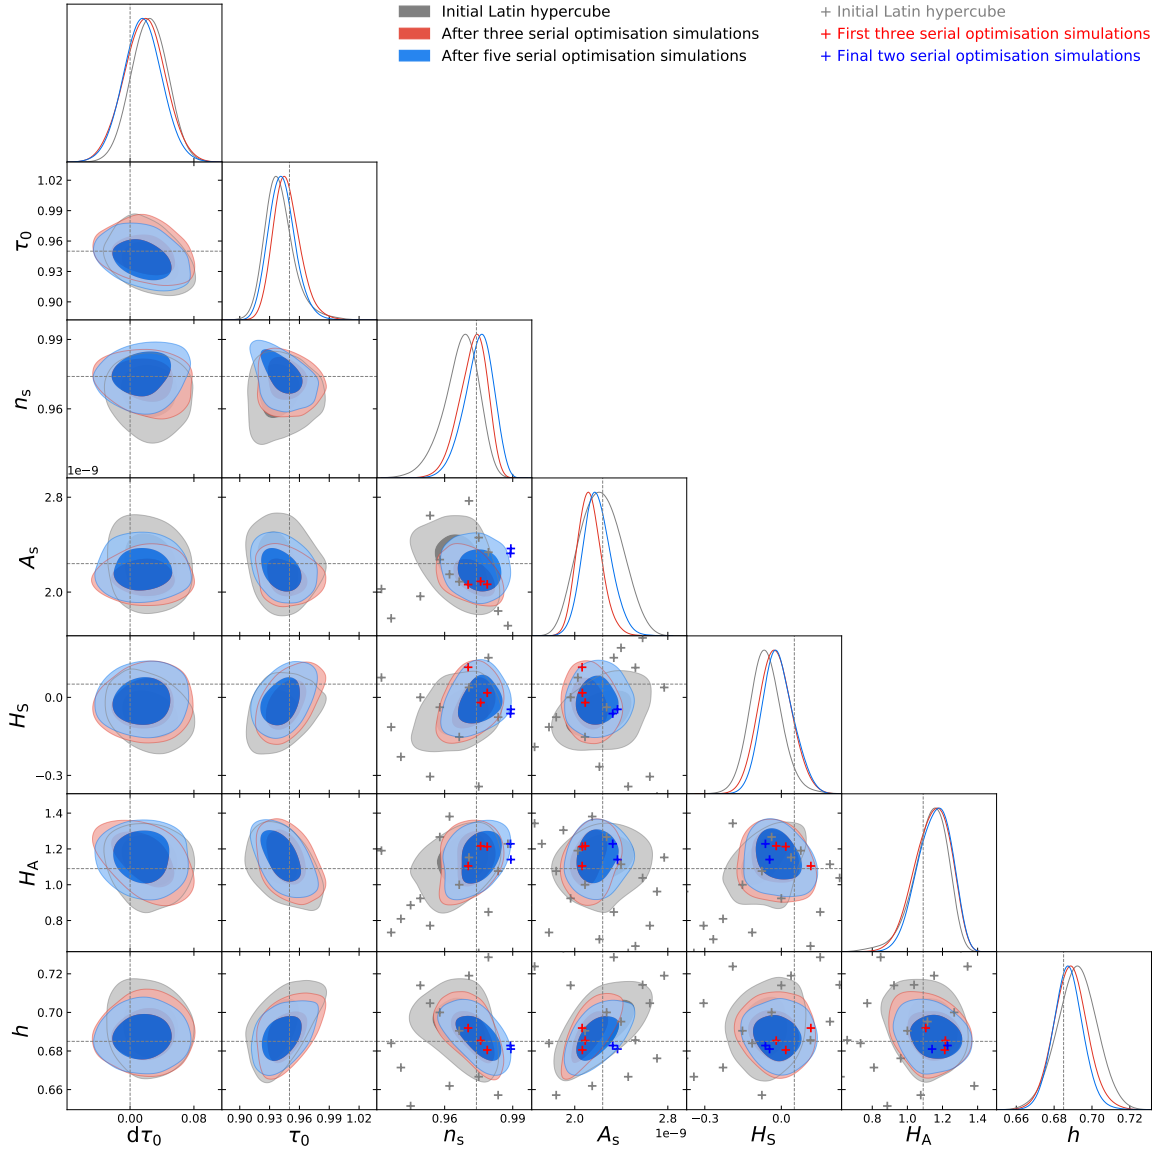 Initial Latin hypercube
After three serial optimisation simulations
After five serial optimisation simulations
+ Initial Latin hypercube
+ First three serial optimisation simulations
+ Final two serial optimisation simulations
1.02
0.99
0.96
0.93
0.90
τ0
0.99
0.96
ns
1e−9
2.8
2.0
As
0.0
−0.3
HS
1.4
1.2
1.0
0.8
HA
0.72
0.70
0.68
0.66
h
0.00 0.08
0.90 0.93 0.96 0.99 1.02
0.96 0.99
2.0 2.8
−0.3 0.0
0.8 1.0 1.2 1.4
0.66 0.68 0.70 0.72
1e−9
dτ0 τ0 ns As HS HA h